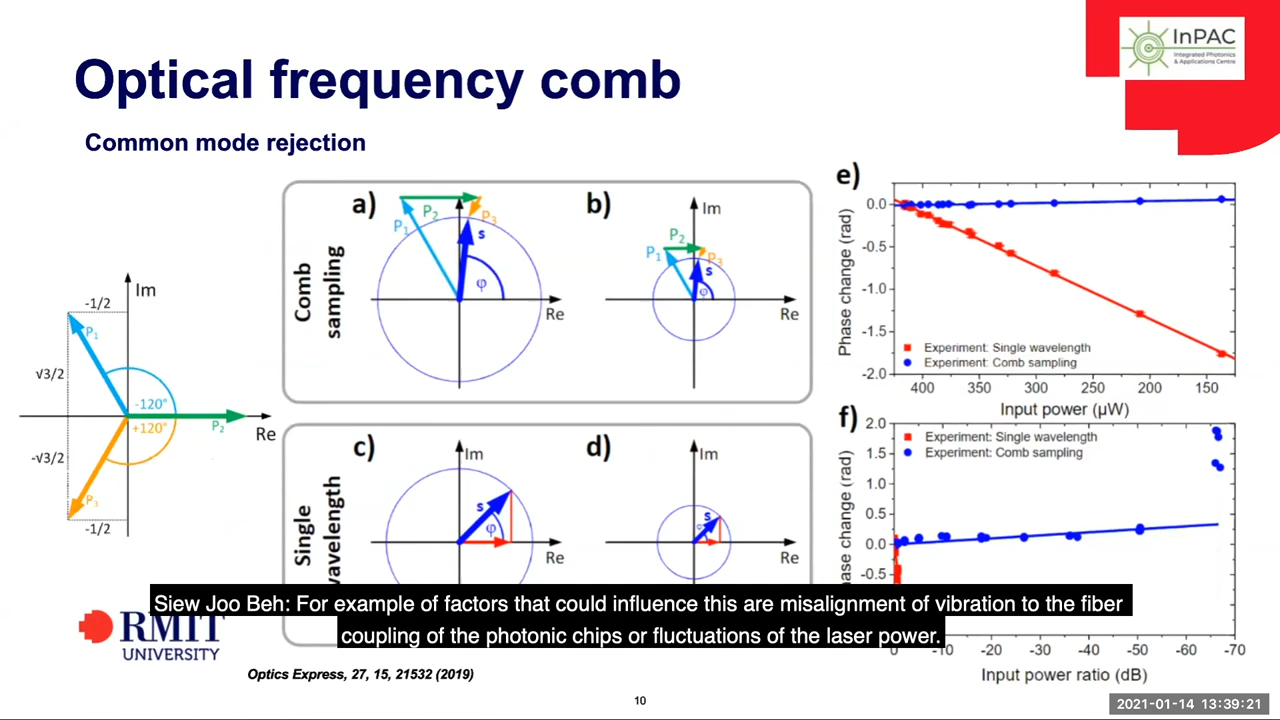 Optical frequency comb
Common mode rejection
InPAC
Integrated Photonics
& Applications Centre
Im
-1/2
P1
√3/2
-120°
+120°
P2
Re
-√3/2
P3
-1/2
Comb
sampling
a)
P2
P3
P1
s
φ
Re
b)
Im
P2
P1
P3
s
φ
Re
Single
wavelength
c)
Im
s
φ
Re
d)
Im
s
φ
Re
e)
Phase change (rad)
0.0
-0.5
-1.0
-1.5
-2.0
Experiment: Single wavelength
Experiment: Comb sampling
400 350 300 250 200 150
Input power (µW)
f)
Phase change (rad)
2.0
1.5
1.0
0.5
0.0
-0.5
Experiment: Single wavelength
Experiment: Comb sampling
0 -10 -20 -30 -40 -50 -60 -70
Input power ratio (dB)
Siew Joo Beh: For example of factors that could influence this are misalignment of vibration to the fiber
coupling of the photonic chips or fluctuations of the laser power.
RMIT
UNIVERSITY
Optics Express, 27, 15, 21532 (2019)
10
2021-01-14 13:39:21